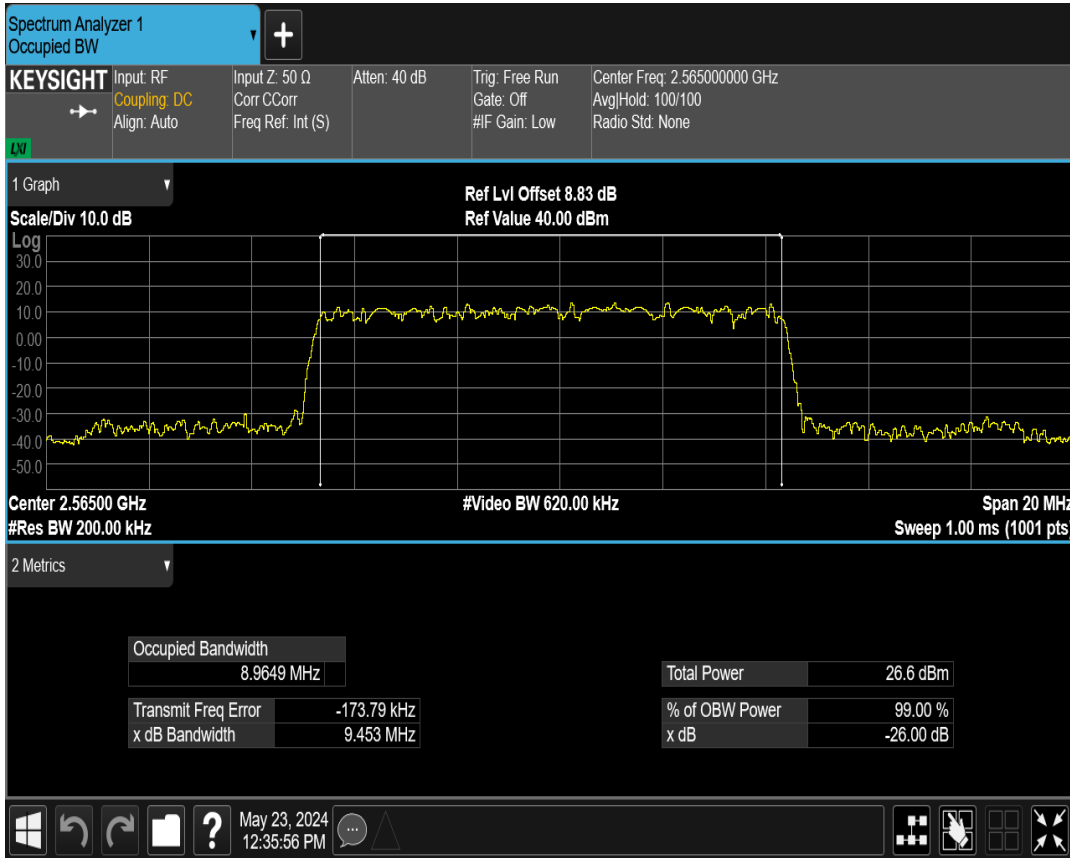 Spectrum Analyzer 1
Occupied BW
+
KEYSIGHT
LXI
Input: RF
Coupling: DC
Align: Auto
Input Z: 50 Ω
Corr CCorr
Freq Ref: Int (S)
Atten: 40 dB
Trig: Free Run
Gate: Off
#IF Gain: Low
Center Freq: 2.565000000 GHz
Avg|Hold: 100/100
Radio Std: None
1 Graph
Scale/Div 10.0 dB
Ref Lvl Offset 8.83 dB
Ref Value 40.00 dBm
Log
30.0
20.0
10.0
0.00
-10.0
-20.0
-30.0
-40.0
-50.0
Center 2.56500 GHz
#Video BW 620.00 kHz
Span 20 MHz
#Res BW 200.00 kHz
Sweep 1.00 ms (1001 pts)
2 Metrics
Occupied Bandwidth
8.9649 MHz
Total Power 26.6 dBm
Transmit Freq Error -173.79 kHz
% of OBW Power 99.00 %
x dB Bandwidth 9.453 MHz
x dB -26.00 dB
?
May 23, 2024
12:35:56 PM